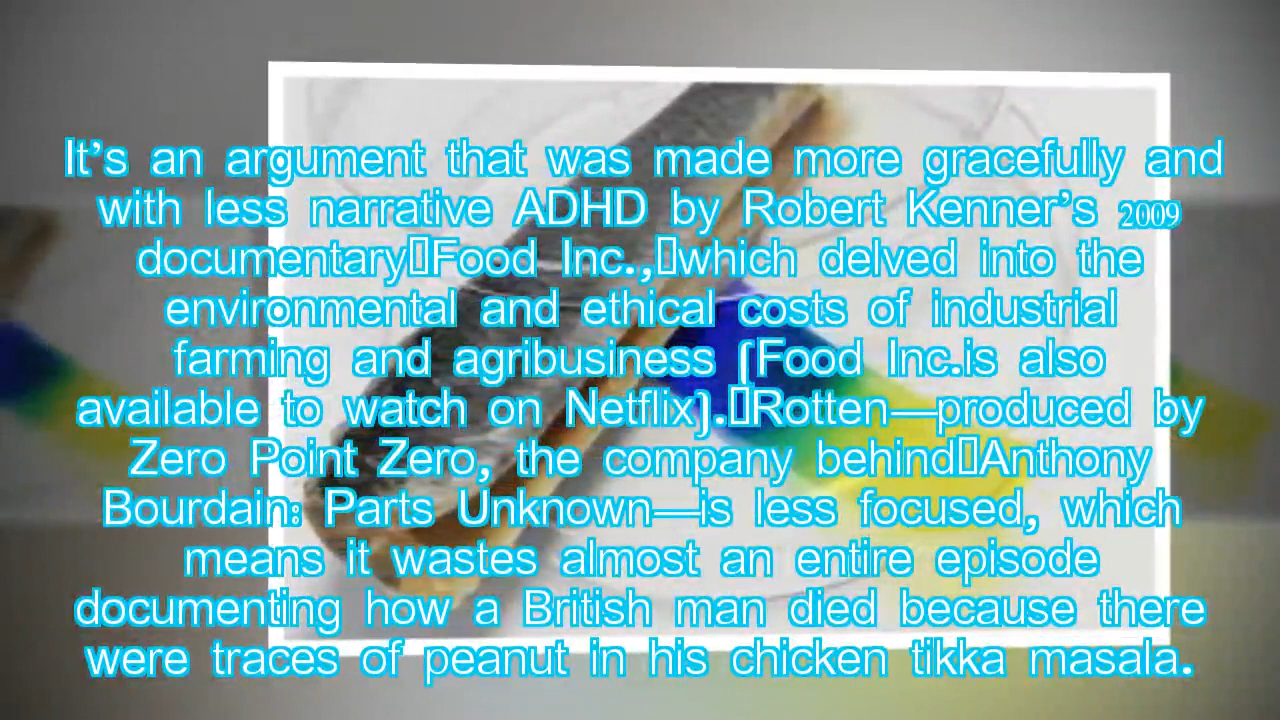 It’s an argument that was made more gracefully and
with less narrative ADHD by Robert Kenner’s 2009
documentary▯Food Inc.,▯which delved into the
environmental and ethical costs of industrial
farming and agribusiness (Food Inc.is also
available to watch on Netflix).▯Rotten—produced by
Zero Point Zero, the company behind▯Anthony
Bourdain: Parts Unknown—is less focused, which
means it wastes almost an entire episode
documenting how a British man died because there
were traces of peanut in his chicken tikka masala.